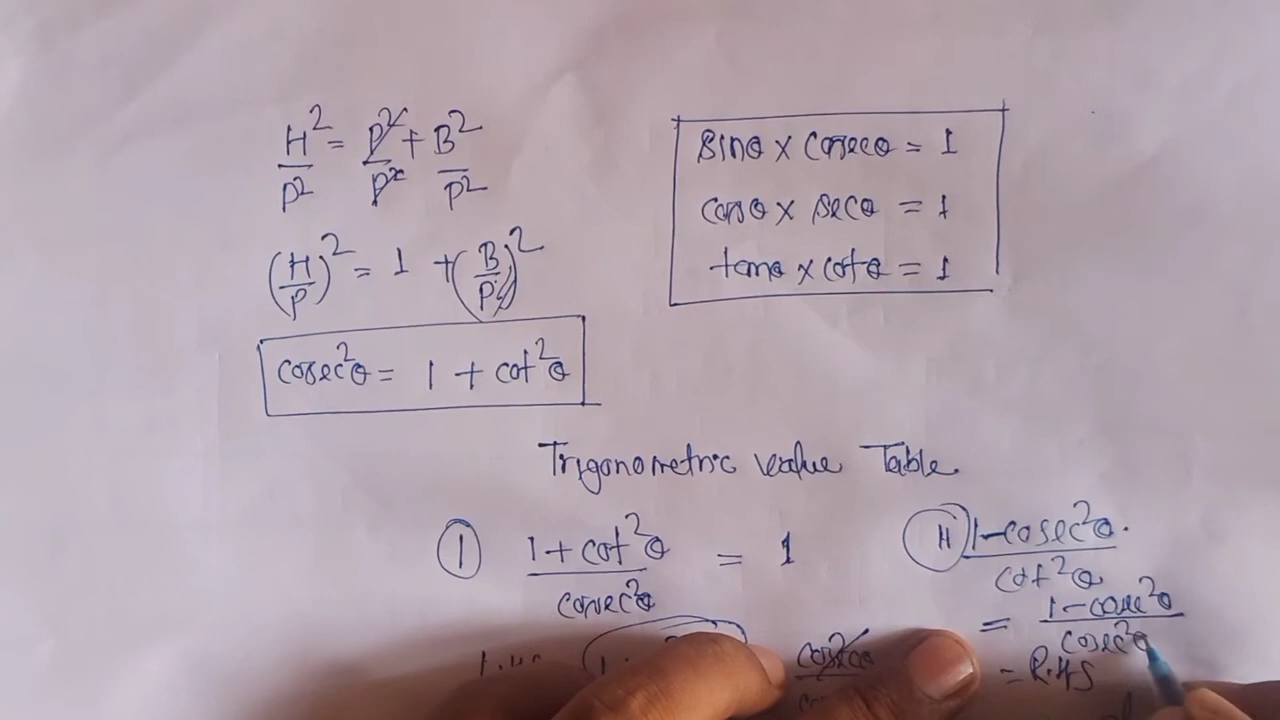 H² = P² + B²
P² P² P²
(H/P)² = 1 + (B/P)²
cosec²θ = 1 + cot²θ
sinθ × cosecθ = 1
cosθ × secθ = 1
tanθ × cotθ = 1
Trigonometric value Table
I 1 + cot²θ = 1
cosec²θ
II 1 - cosec²θ.
cot²θ
= 1 - cosec²θ
cosec²θ
= R.H.S